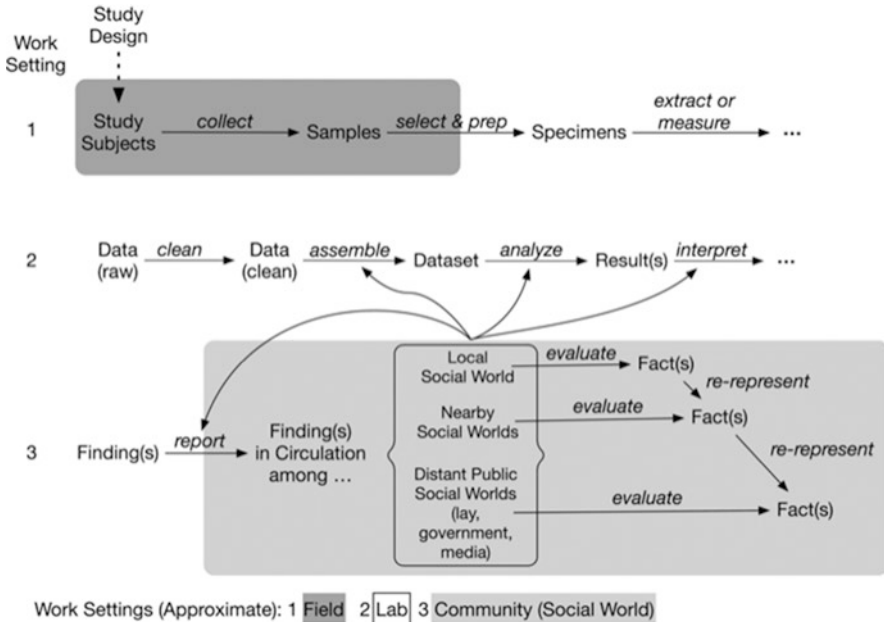 Study
Design
Work
Setting
1
Study
Subjects
collect
Samples
select & prep
Specimens
extract or
measure
...
2
Data
(raw)
clean
Data
(clean)
assemble
Dataset
analyze
Result(s)
interpret
...
3
Finding(s)
report
Finding(s)
in Circulation
among ...
Local
Social World
evaluate
Fact(s)
re-represent
Nearby
Social Worlds
evaluate
Fact(s)
re-represent
Distant Public
Social Worlds
(lay,
government,
media)
evaluate
Fact(s)
Work Settings (Approximate): 1 Field 2 Lab 3 Community (Social World)